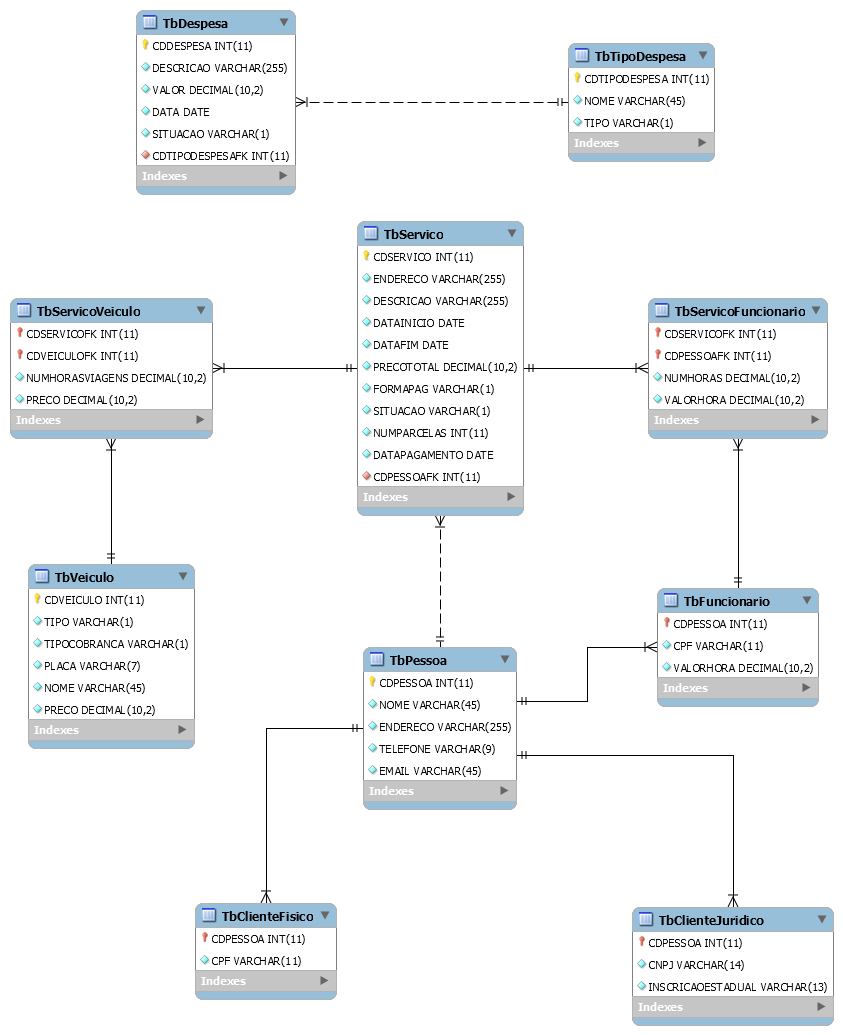 TbDespesa
CDDESPESA INT(11)
DESCRICAO VARCHAR(255)
VALOR DECIMAL(10,2)
DATA DATE
SITUACAO VARCHAR(1)
CDTIPODESPESAFK INT(11)
Indexes
TbTipoDespesa
CDTIPODESPESA INT(11)
NOME VARCHAR(45)
TIPO VARCHAR(1)
Indexes
TbServico
CDSERVICO INT(11)
ENDERECO VARCHAR(255)
DESCRICAO VARCHAR(255)
DATAINICIO DATE
DATAFIM DATE
PRECOTOTAL DECIMAL(10,2)
FORMAPAG VARCHAR(1)
SITUACAO VARCHAR(1)
NUMPARCELAS INT(11)
DATAPAGAMENTO DATE
CDPESSOAFK INT(11)
Indexes
TbServicoVeiculo
CDSERVICOFK INT(11)
CDVEICULOFK INT(11)
NUMHORASVIAGENS DECIMAL(10,2)
PRECO DECIMAL(10,2)
Indexes
TbServicoFuncionario
CDSERVICOFK INT(11)
CDPESSOAFK INT(11)
NUMHORAS DECIMAL(10,2)
VALORHORA DECIMAL(10,2)
Indexes
TbVeiculo
CDVEICULO INT(11)
TIPO VARCHAR(1)
TIPOCOBRANCA VARCHAR(1)
PLACA VARCHAR(7)
NOME VARCHAR(45)
PRECO DECIMAL(10,2)
Indexes
TbFuncionario
CDPESSOA INT(11)
CPF VARCHAR(11)
VALORHORA DECIMAL(10,2)
Indexes
TbPessoa
CDPESSOA INT(11)
NOME VARCHAR(45)
ENDERECO VARCHAR(255)
TELEFONE VARCHAR(9)
EMAIL VARCHAR(45)
Indexes
TbClienteFisico
CDPESSOA INT(11)
CPF VARCHAR(11)
Indexes
TbClienteJuridico
CDPESSOA INT(11)
CNPJ VARCHAR(14)
INSCRICAOESTADUAL VARCHAR(13)
Indexes